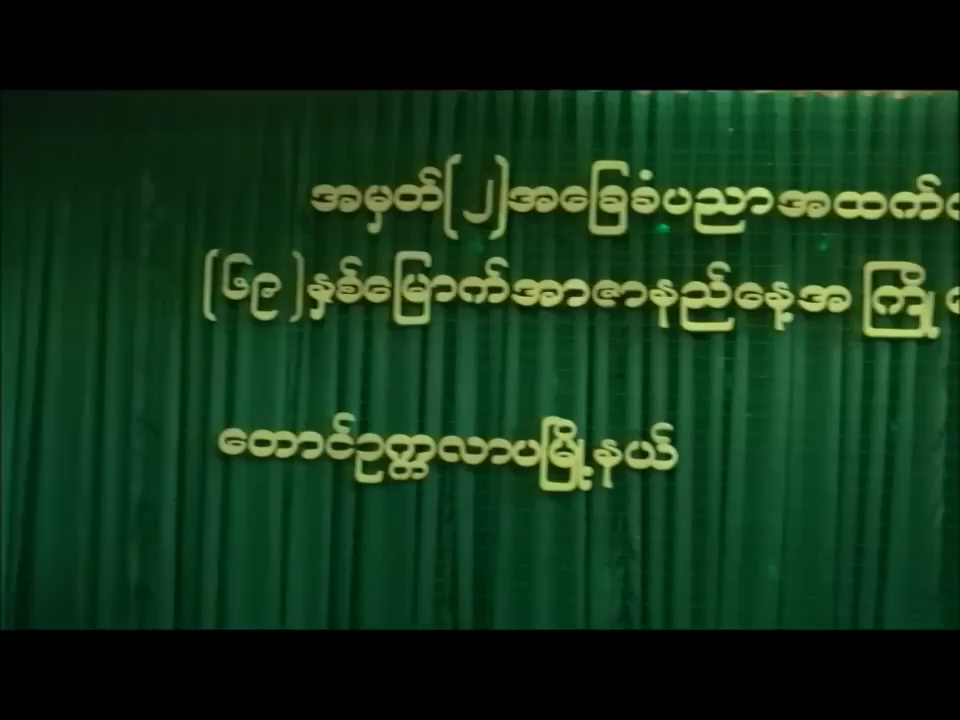 အမှတ်(၂)အခြေခံပညာအထက်
(၆၉)နှစ်မြောက်အာဇာနည်နေ့အကြို
တောင်ဥက္ကလာပမြို့နယ်